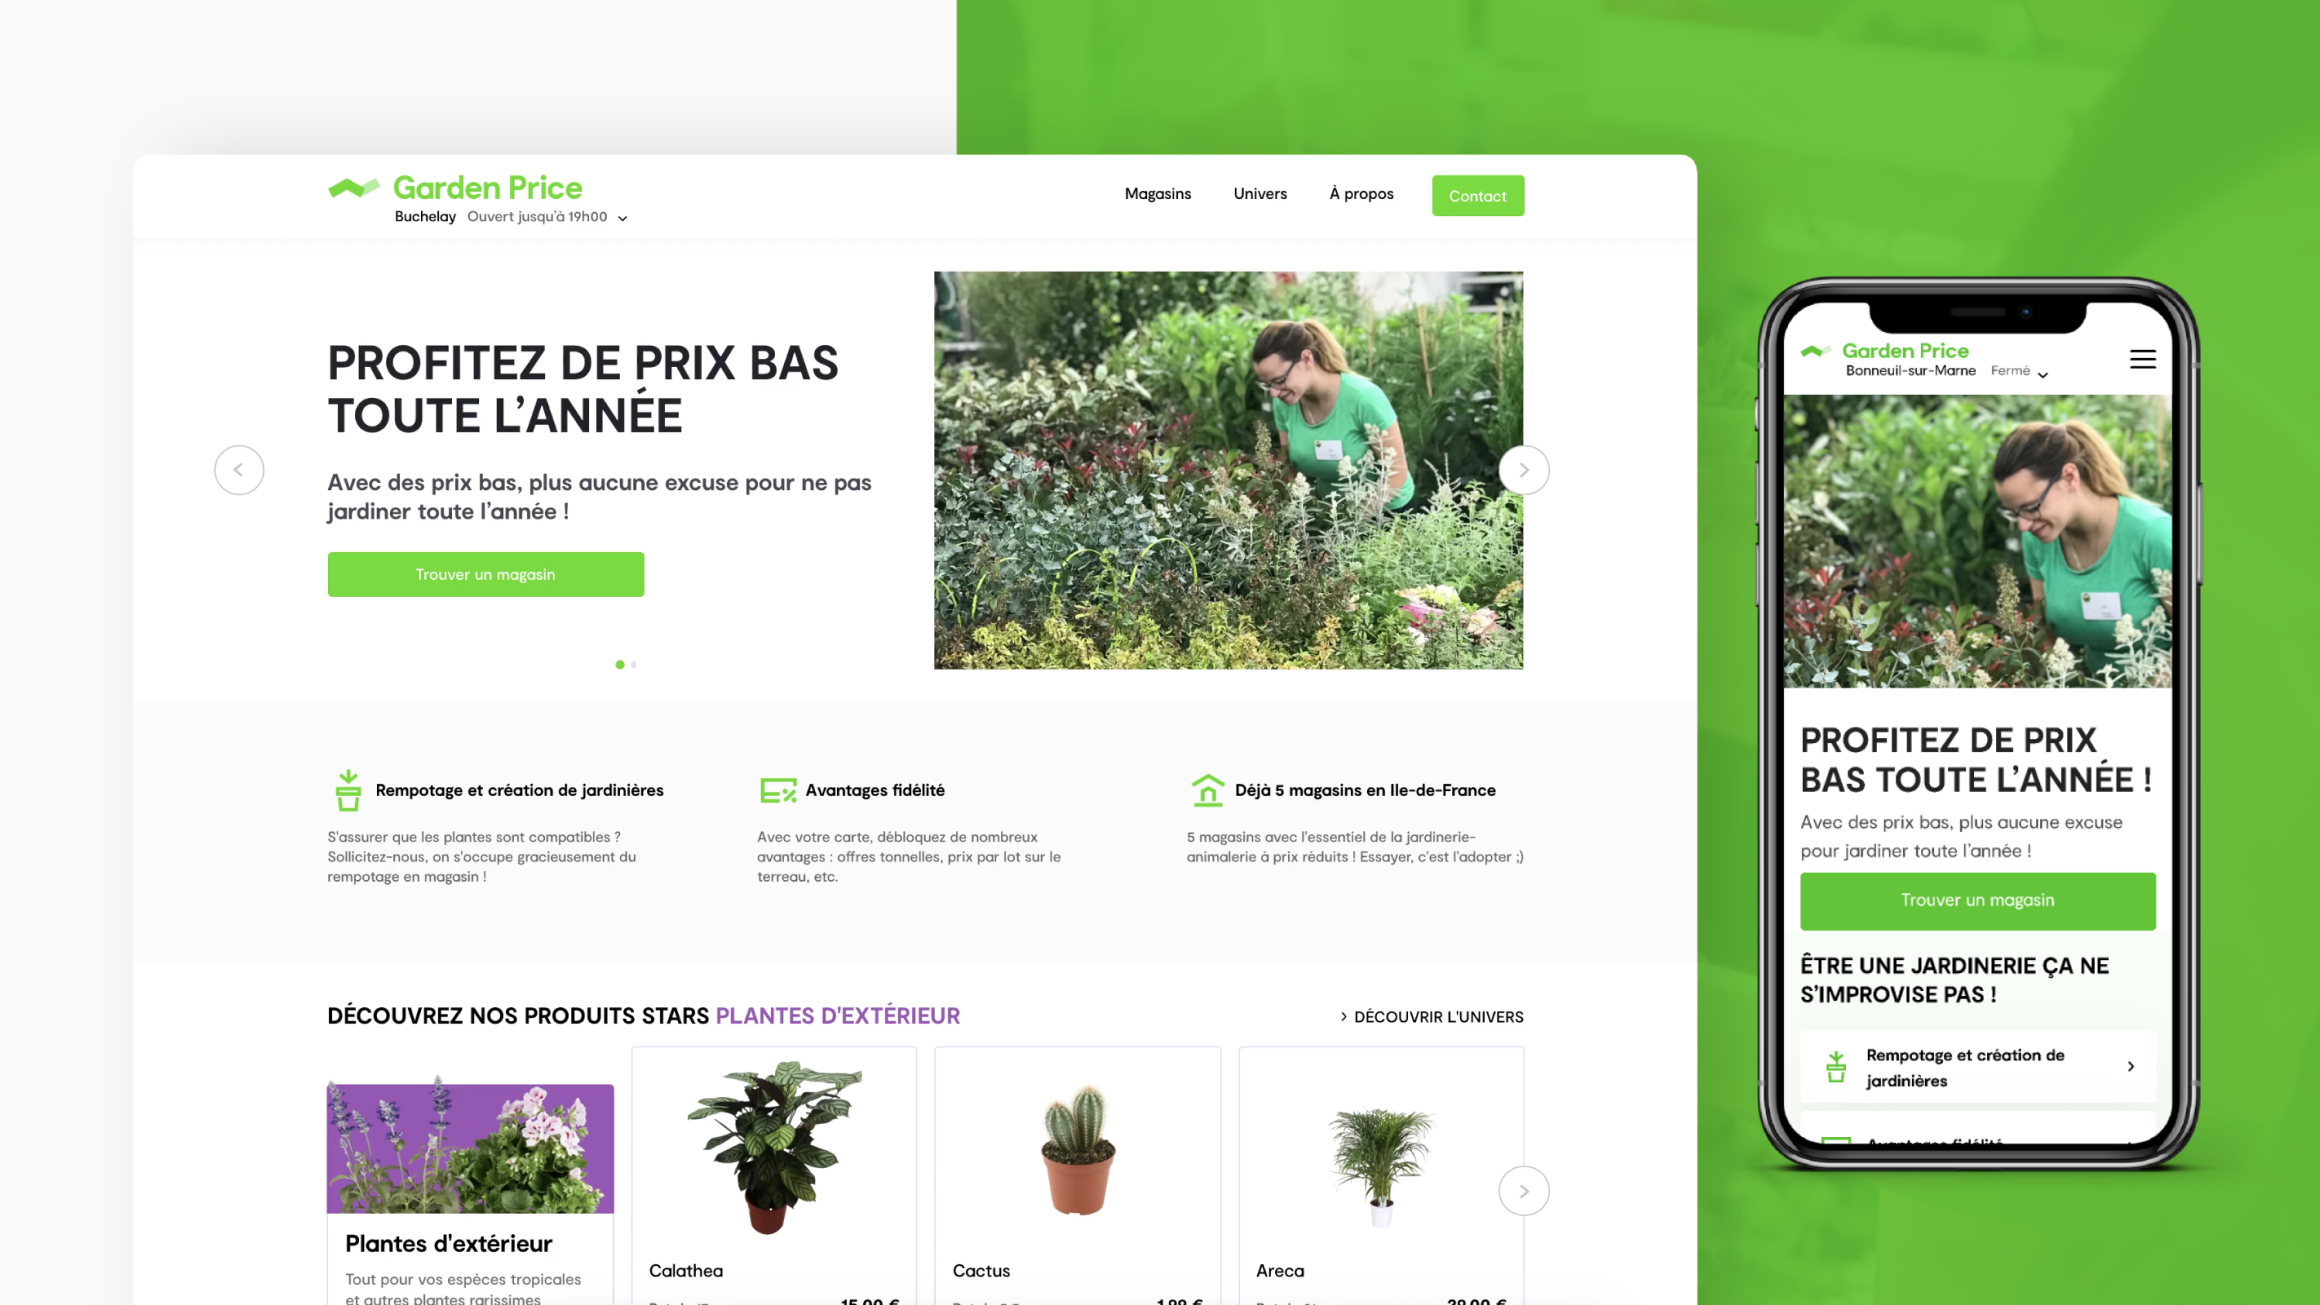 Garden Price
Buchelay Ouvert jusqu'à 19h00
Magasins Univers À propos Contact
PROFITEZ DE PRIX BAS
TOUTE L’ANNÉE
Avec des prix bas, plus aucune excuse pour ne pas
jardiner toute l’année !
Trouver un magasin
Rempotage et création de jardinières
S'assurer que les plantes sont compatibles ?
Sollicitez-nous, on s'occupe gracieusement du
rempotage en magasin !
Avantages fidélité
Avec votre carte, débloquez de nombreux
avantages : offres tonnelles, prix par lot sur le
terreau, etc.
Déjà 5 magasins en Ile-de-France
5 magasins avec l'essentiel de la jardinerie-
animalerie à prix réduits ! Essayer, c'est l'adopter ;)
DÉCOUVREZ NOS PRODUITS STARS PLANTES D'EXTÉRIEUR
> DÉCOUVRIR L'UNIVERS
Plantes d'extérieur
Tout pour vos espèces tropicales
et autres plantes rarissimes
Calathea
15,00 €
Cactus
1,99 €
Areca
39,00 €
Garden Price
Bonneuil-sur-Marne Fermé
PROFITEZ DE PRIX
BAS TOUTE L’ANNÉE !
Avec des prix bas, plus aucune excuse
pour jardiner toute l’année !
Trouver un magasin
ÊTRE UNE JARDINERIE ÇA NE
S’IMPROVISE PAS !
Rempotage et création de
jardinières
Avantages fidélité